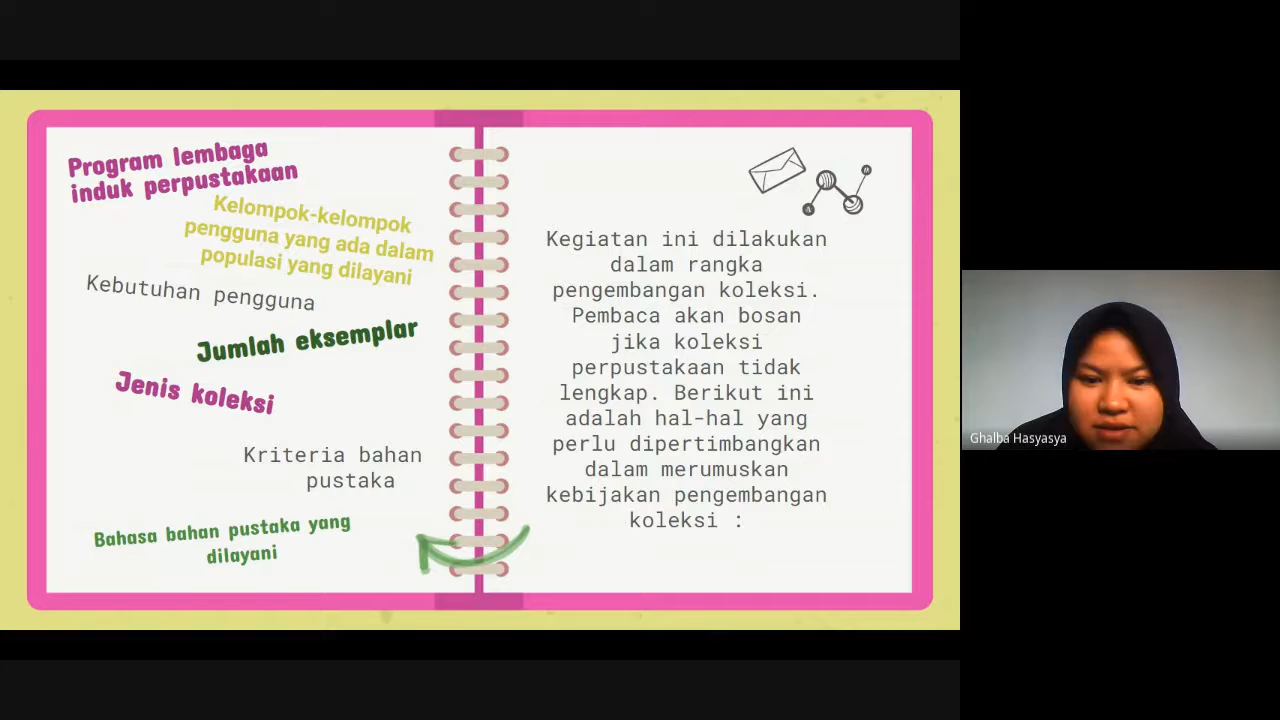 Program lembaga
induk perpustakaan
Kelompok-kelompok
pengguna yang ada dalam
populasi yang dilayani
Kebutuhan pengguna
Jumlah eksemplar
Jenis koleksi
Kriteria bahan
pustaka
Bahasa bahan pustaka yang
dilayani
Kegiatan ini dilakukan
dalam rangka
pengembangan koleksi.
Pembaca akan bosan
jika koleksi
perpustakaan tidak
lengkap. Berikut ini
adalah hal-hal yang
perlu dipertimbangkan
dalam merumuskan
kebijakan pengembangan
koleksi :
Ghalba Hasyasya